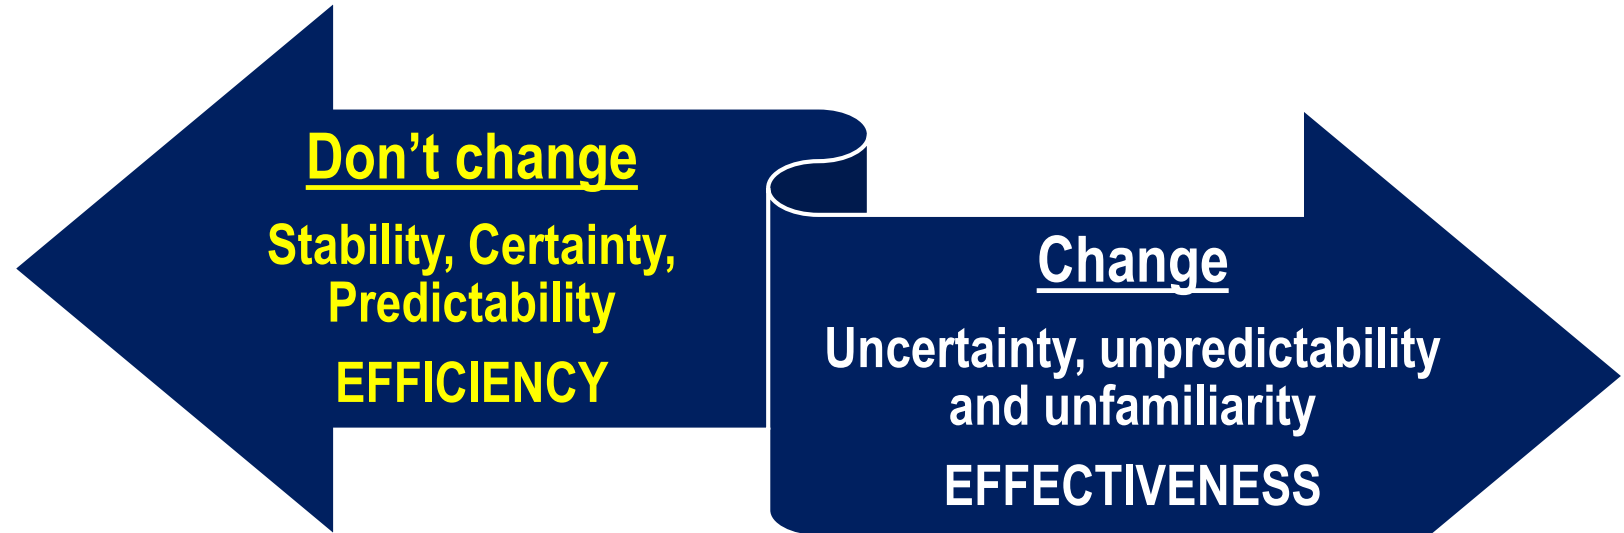 Don’t change
Stability, Certainty,
Predictability
EFFICIENCY
Change
Uncertainty, unpredictability
and unfamiliarity
EFFECTIVENESS